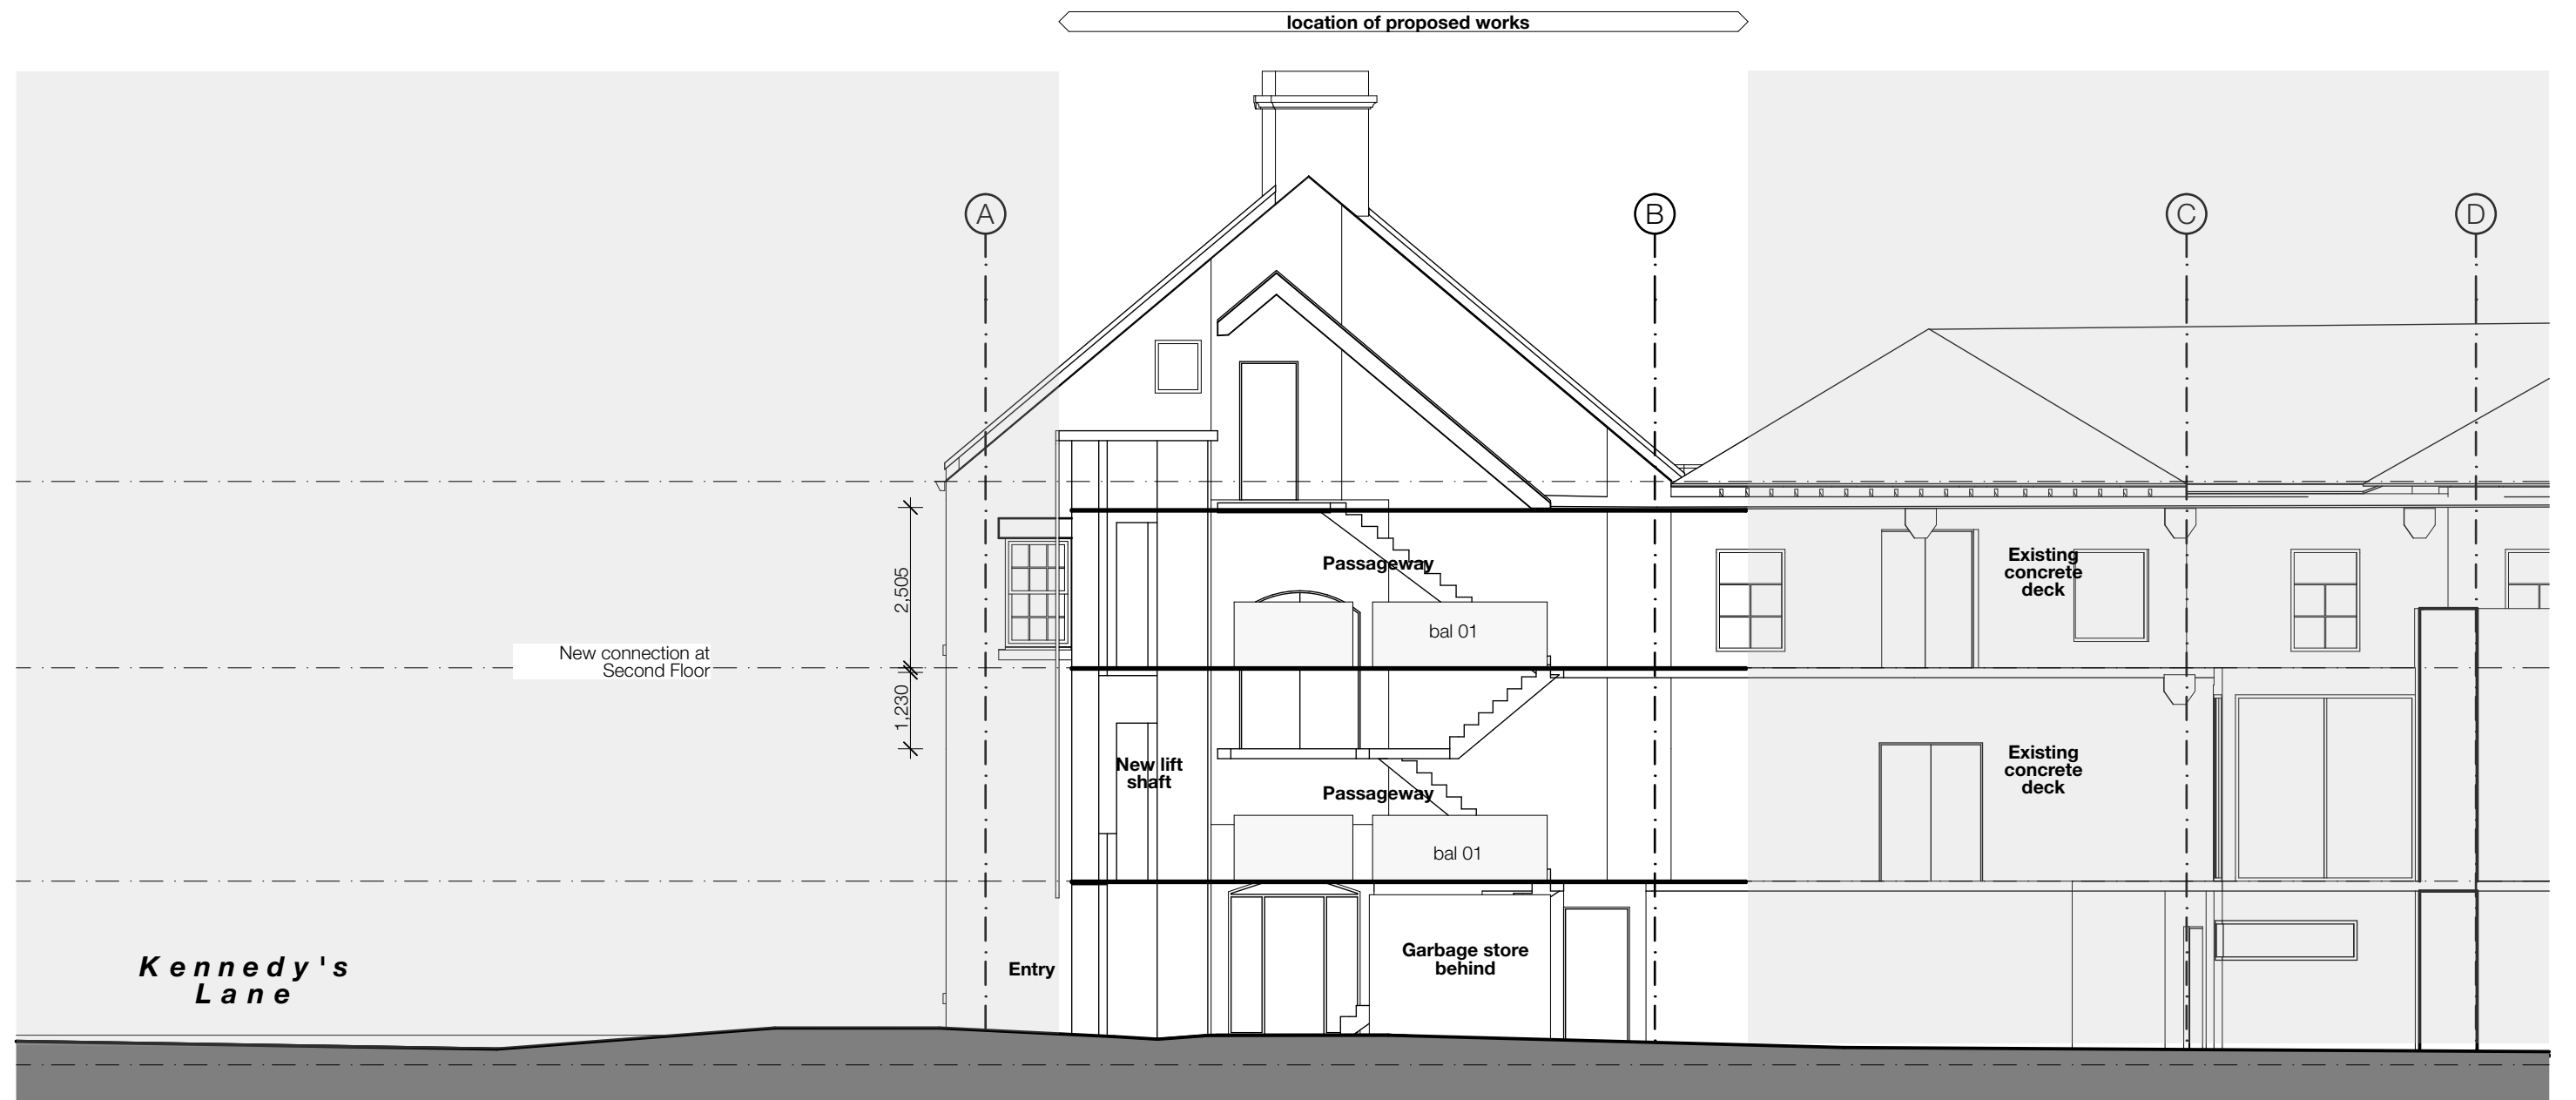 location of proposed works
A
B
C
D
Passageway
Existing
concrete
deck
2,505
bal 01
New connection at
Second Floor
1,230
New lift
shaft
Passageway
Existing
concrete
deck
bal 01
Kennedy's
Lane
Entry
Garbage store
behind